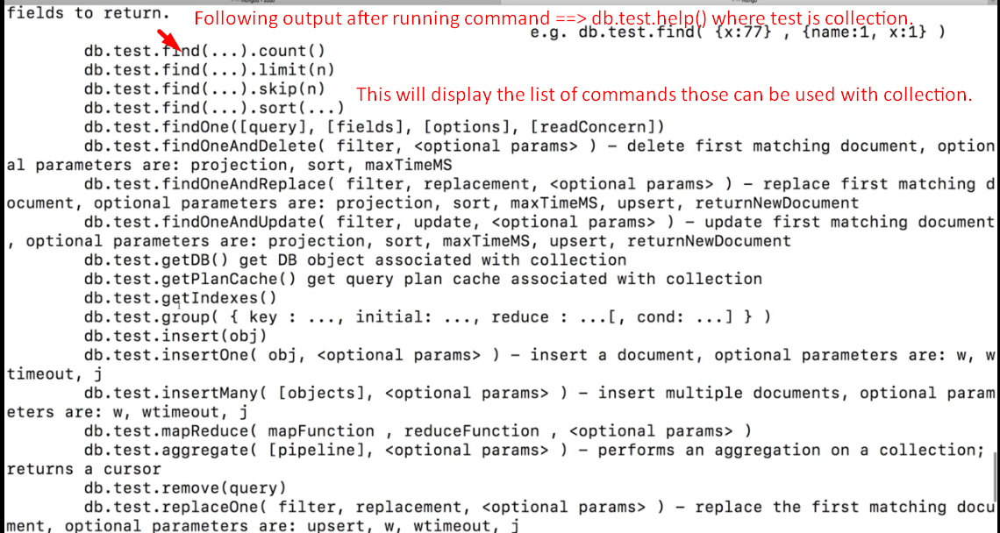 fields to return.
Following output after running command ==> db.test.help() where test is collection.
e.g. db.test.find( {x:77} , {name:1, x:1} )
db.test.find(...).count()
db.test.find(...).limit(n)
db.test.find(...).skip(n)
This will display the list of commands those can be used with collection.
db.test.find(...).sort(...)
db.test.findOne([query], [fields], [options], [readConcern])
db.test.findOneAndDelete( filter, <optional params> ) – delete first matching document, option
al parameters are: projection, sort, maxTimeMS
db.test.findOneAndReplace( filter, replacement, <optional params> ) – replace first matching d
ocument, optional parameters are: projection, sort, maxTimeMS, upsert, returnNewDocument
db.test.findOneAndUpdate( filter, update, <optional params> ) – update first matching document
, optional parameters are: projection, sort, maxTimeMS, upsert, returnNewDocument
db.test.getDB() get DB object associated with collection
db.test.getPlanCache() get query plan cache associated with collection
db.test.getIndexes()
db.test.group( { key : ..., initial: ..., reduce : ...[, cond: ...] } )
db.test.insert(obj)
db.test.insertOne( obj, <optional params> ) – insert a document, optional parameters are: w, w
timeout, j
db.test.insertMany( [objects], <optional params> ) – insert multiple documents, optional param
eters are: w, wtimeout, j
db.test.mapReduce( mapFunction , reduceFunction , <optional params> )
db.test.aggregate( [pipeline], <optional params> ) – performs an aggregation on a collection;
returns a cursor
db.test.remove(query)
db.test.replaceOne( filter, replacement, <optional params> ) – replace the first matching docu
ment, optional parameters are: upsert, w, wtimeout, j